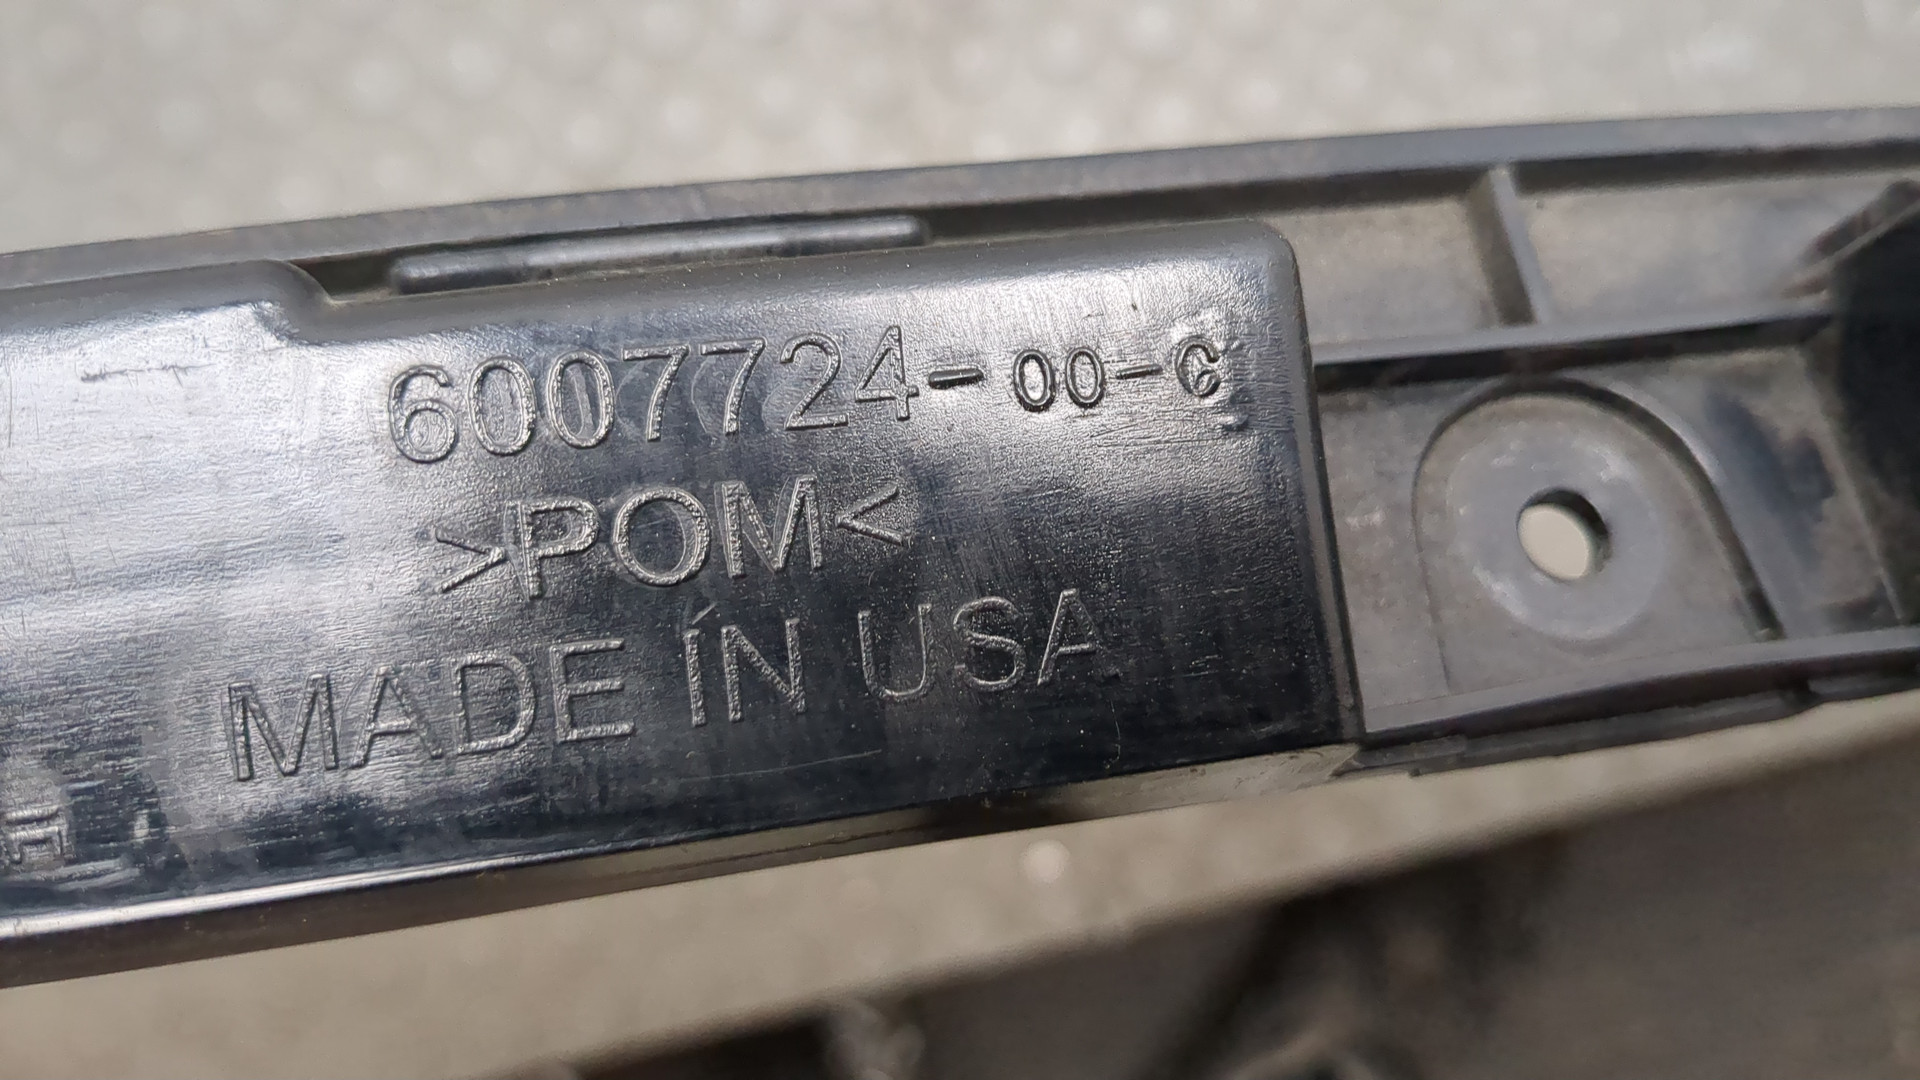 6007724-00-C
>POM<
MADE IN USA